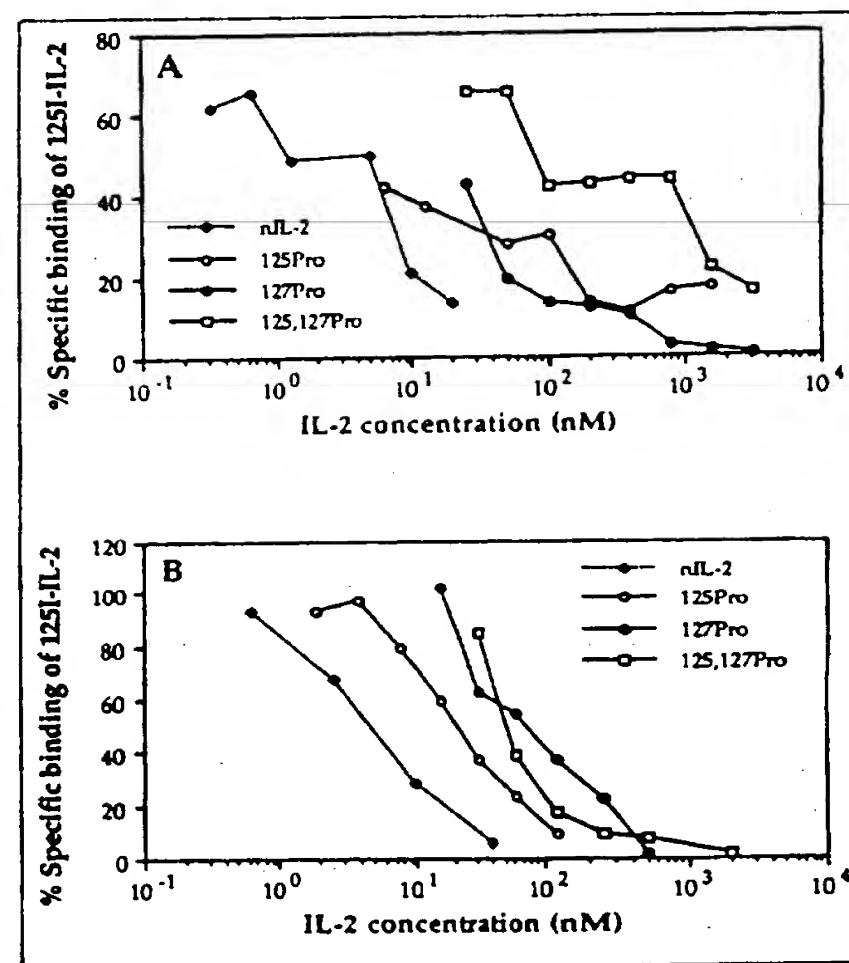 A
% Specific binding of 125I-IL-2
80
60
40
20
0
nIL-2
125Pro
127Pro
125,127Pro
10-1
100
101
102
103
104
IL-2 concentration (nM)
B
% Specific binding of 125I-IL-2
120
100
80
60
40
20
0
nIL-2
125Pro
127Pro
125,127Pro
10-1
100
101
102
103
104
IL-2 concentration (nM)